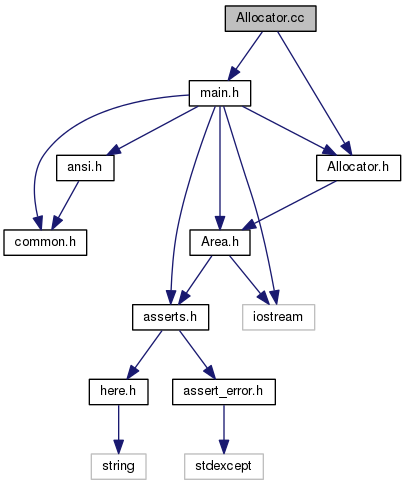 Allocator.cc
main.h
ansi.h
Allocator.h
common.h
Area.h
asserts.h
iostream
here.h
assert_error.h
string
stdexcept